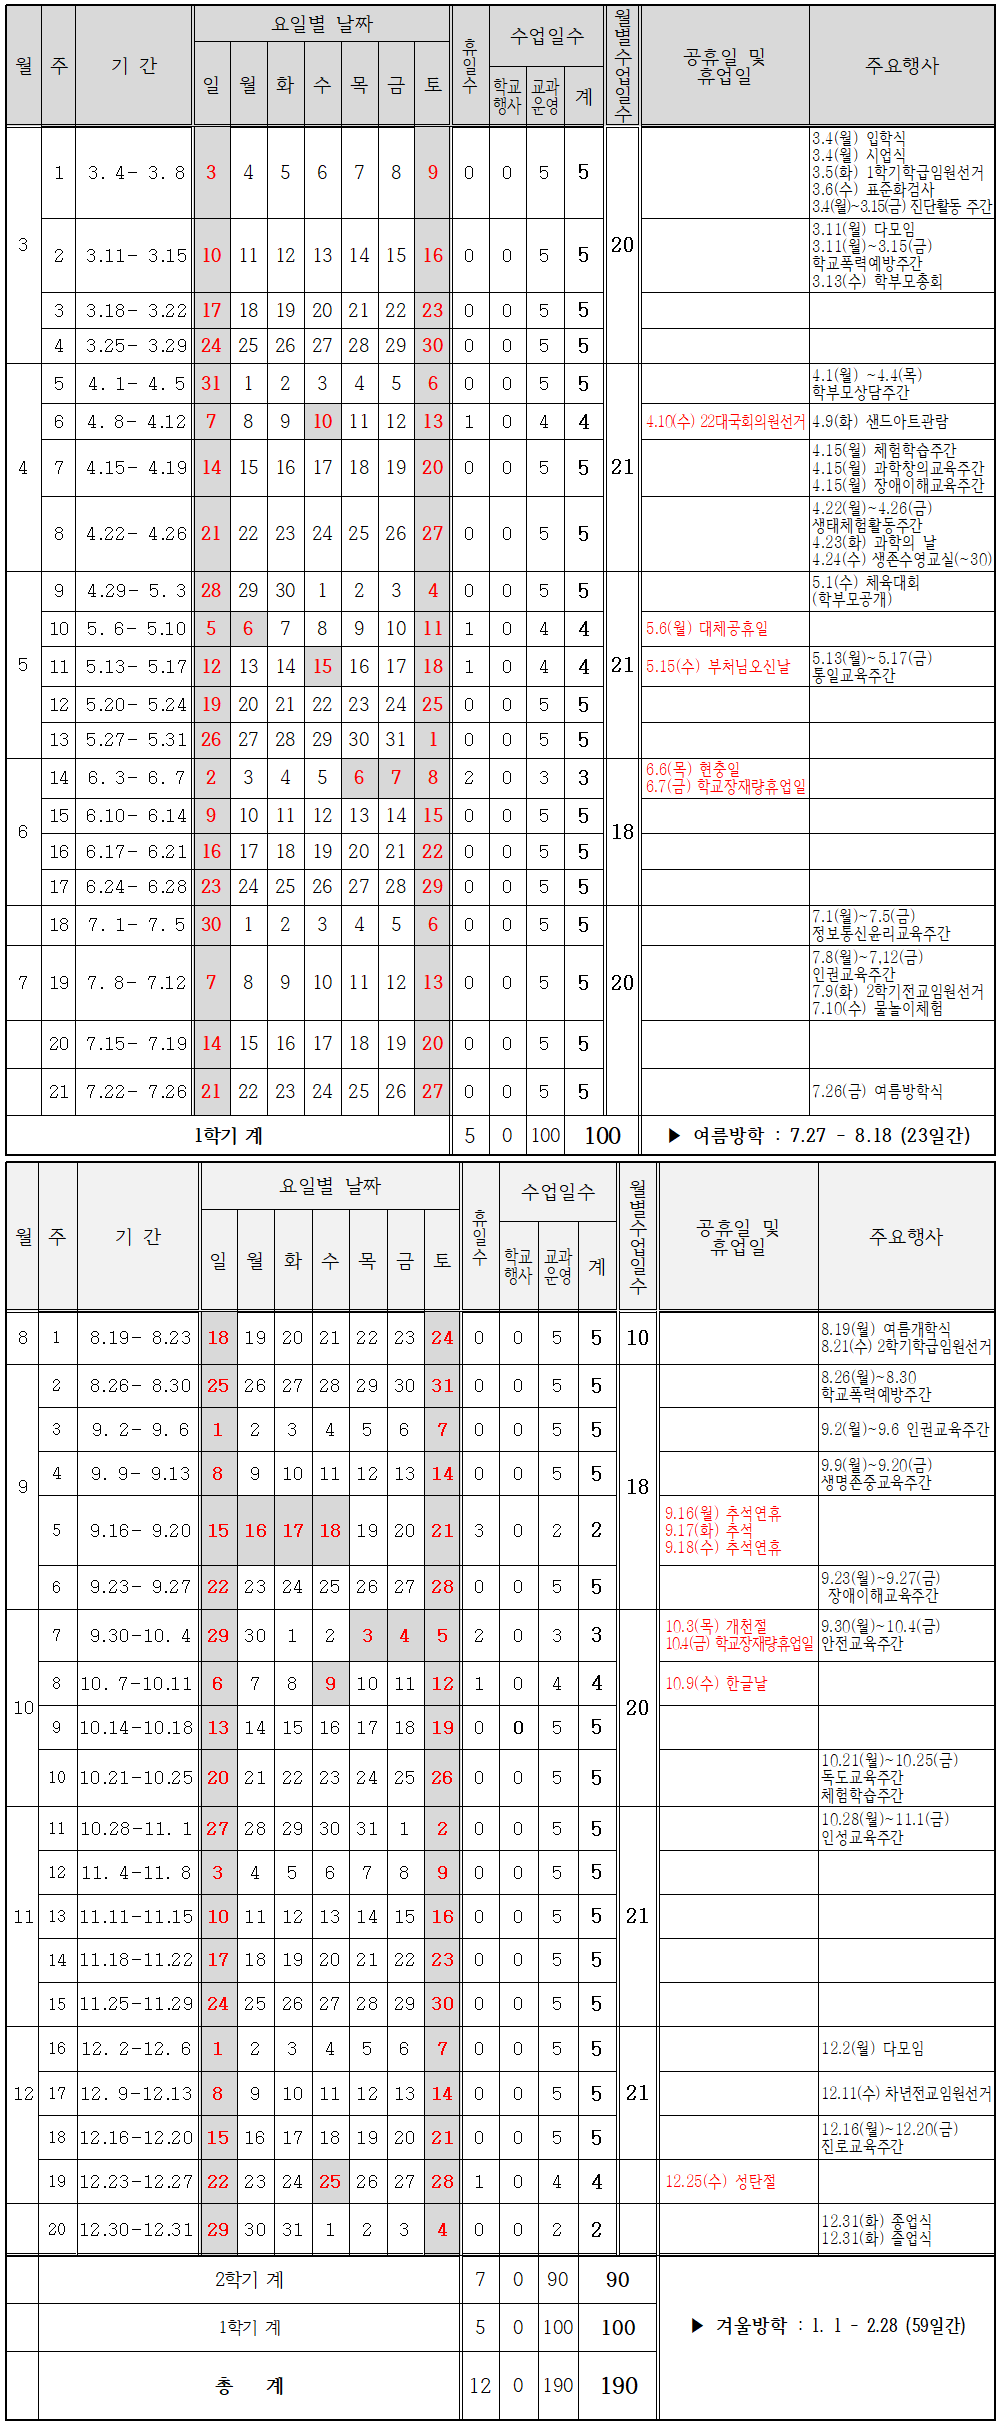 월 주 기 간 요일별 날짜 휴일수 수업일수 월별수업일수 공휴일 및 휴업일 주요행사
일 월 화 수 목 금 토 학교행사 교과운영 계
3 1 3. 4- 3. 8 3 4 5 6 7 8 9 0 0 5 5 20
3.4(월) 입학식
3.4(월) 시업식
3.5(화) 1학기학급임원선거
3.6(수) 표준화검사
3.4(월)~3.15(금) 진단활동 주간
2 3.11- 3.15 10 11 12 13 14 15 16 0 0 5 5
3.11(월) 다모임
3.11(월)~3.15(금)
학교폭력예방주간
3.13(수) 학부모총회
3 3.18- 3.22 17 18 19 20 21 22 23 0 0 5 5
4 3.25- 3.29 24 25 26 27 28 29 30 0 0 5 5
4 5 4. 1- 4. 5 31 1 2 3 4 5 6 0 0 5 5 21
4.1(월) ~4.4(목)
학부모상담주간
6 4. 8- 4.12 7 8 9 10 11 12 13 1 0 4 4 4.10(수) 22대국회의원선거 4.9(화) 샌드아트관람
7 4.15- 4.19 14 15 16 17 18 19 20 0 0 5 5
4.15(월) 체험학습주간
4.15(월) 과학창의교육주간
4.15(월) 장애이해교육주간
8 4.22- 4.26 21 22 23 24 25 26 27 0 0 5 5
4.22(월)~4.26(금)
생태체험활동주간
4.23(화) 과학의 날
4.24(수) 생존수영교실(~30)
5 9 4.29- 5. 3 28 29 30 1 2 3 4 0 0 5 5 21
5.1(수) 체육대회
(학부모공개)
10 5. 6- 5.10 5 6 7 8 9 10 11 1 0 4 4 5.6(월) 대체공휴일
11 5.13- 5.17 12 13 14 15 16 17 18 1 0 4 4 5.15(수) 부처님오신날
5.13(월)~5.17(금)
통일교육주간
12 5.20- 5.24 19 20 21 22 23 24 25 0 0 5 5
13 5.27- 5.31 26 27 28 29 30 31 1 0 0 5 5
6 14 6. 3- 6. 7 2 3 4 5 6 7 8 2 0 3 3 18
6.6(목) 현충일
6.7(금) 학교장재량휴업일
15 6.10- 6.14 9 10 11 12 13 14 15 0 0 5 5
16 6.17- 6.21 16 17 18 19 20 21 22 0 0 5 5
17 6.24- 6.28 23 24 25 26 27 28 29 0 0 5 5
7 18 7. 1- 7. 5 30 1 2 3 4 5 6 0 0 5 5 20
7.1(월)~7.5(금)
정보통신윤리교육주간
19 7. 8- 7.12 7 8 9 10 11 12 13 0 0 5 5
7.8(월)~7,12(금)
인권교육주간
7.9(화) 2학기전교임원선거
7.10(수) 물놀이체험
20 7.15- 7.19 14 15 16 17 18 19 20 0 0 5 5
21 7.22- 7.26 21 22 23 24 25 26 27 0 0 5 5 7.26(금) 여름방학식
1학기 계 5 0 100 100 ▶ 여름방학 : 7.27 - 8.18 (23일간)
월 주 기 간 요일별 날짜 휴일수 수업일수 월별수업일수 공휴일 및 휴업일 주요행사
일 월 화 수 목 금 토 학교행사 교과운영 계
8 1 8.19- 8.23 18 19 20 21 22 23 24 0 0 5 5 10
8.19(월) 여름개학식
8.21(수) 2학기학급임원선거
9 2 8.26- 8.30 25 26 27 28 29 30 31 0 0 5 5 18
8.26(월)~8.30
학교폭력예방주간
3 9. 2- 9. 6 1 2 3 4 5 6 7 0 0 5 5 9.2(월)~9.6 인권교육주간
4 9. 9- 9.13 8 9 10 11 12 13 14 0 0 5 5
9.9(월)~9.20(금)
생명존중교육주간
5 9.16- 9.20 15 16 17 18 19 20 21 3 0 2 2
9.16(월) 추석연휴
9.17(화) 추석
9.18(수) 추석연휴
6 9.23- 9.27 22 23 24 25 26 27 28 0 0 5 5
9.23(월)~9.27(금)
장애이해교육주간
10 7 9.30-10. 4 29 30 1 2 3 4 5 2 0 3 3 20
10.3(목) 개천절
10.4(금) 학교장재량휴업일
9.30(월)~10.4(금)
안전교육주간
8 10. 7-10.11 6 7 8 9 10 11 12 1 0 4 4 10.9(수) 한글날
9 10.14-10.18 13 14 15 16 17 18 19 0 0 5 5
10 10.21-10.25 20 21 22 23 24 25 26 0 0 5 5
10.21(월)~10.25(금)
독도교육주간
체험학습주간
11 11 10.28-11. 1 27 28 29 30 31 1 2 0 0 5 5 21
10.28(월)~11.1(금)
인성교육주간
12 11. 4-11. 8 3 4 5 6 7 8 9 0 0 5 5
13 11.11-11.15 10 11 12 13 14 15 16 0 0 5 5
14 11.18-11.22 17 18 19 20 21 22 23 0 0 5 5
15 11.25-11.29 24 25 26 27 28 29 30 0 0 5 5
12 16 12. 2-12. 6 1 2 3 4 5 6 7 0 0 5 5 21 12.2(월) 다모임
17 12. 9-12.13 8 9 10 11 12 13 14 0 0 5 5 12.11(수) 차년전교임원선거
18 12.16-12.20 15 16 17 18 19 20 21 0 0 5 5
12.16(월)~12.20(금)
진로교육주간
19 12.23-12.27 22 23 24 25 26 27 28 1 0 4 4 12.25(수) 성탄절
20 12.30-12.31 29 30 31 1 2 3 4 0 0 2 2
12.31(화) 종업식
12.31(화) 졸업식
2학기 계 7 0 90 90
1학기 계 5 0 100 100 ▶ 겨울방학 : 1. 1 - 2.28 (59일간)
총 계 12 0 190 190